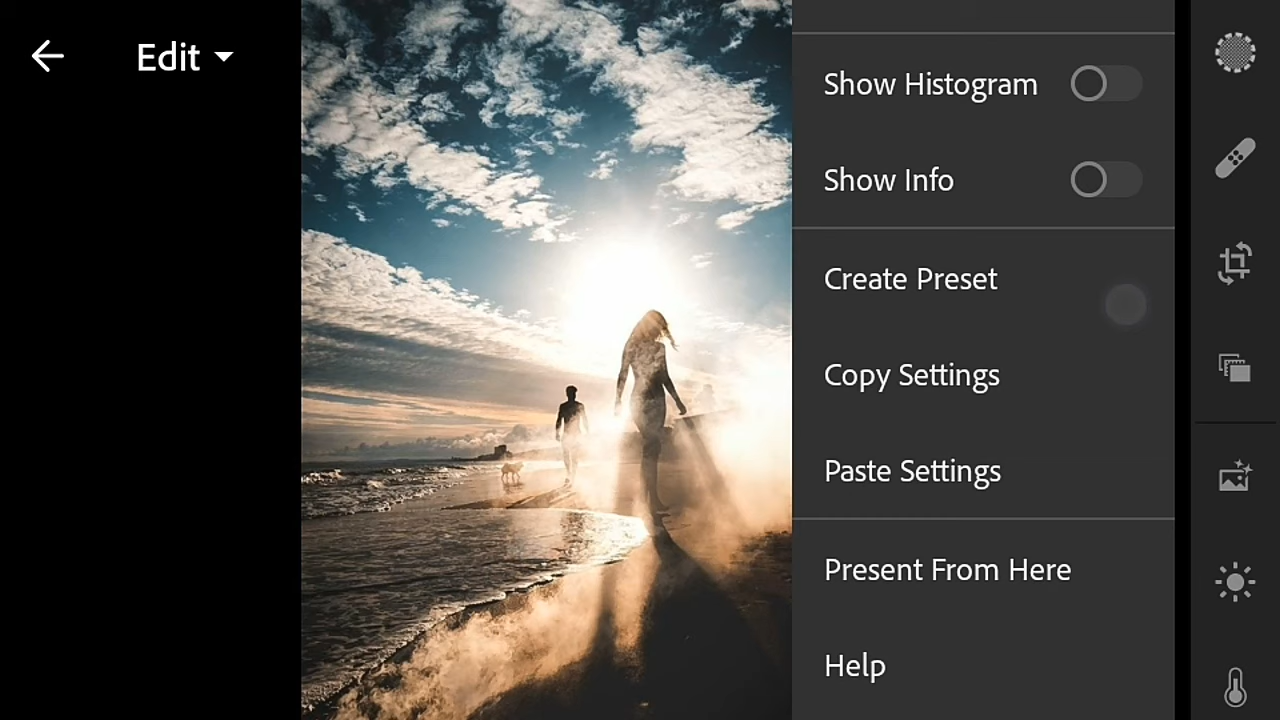 Edit
Show Histogram
Show Info
Create Preset
Copy Settings
Paste Settings
Present From Here
Help